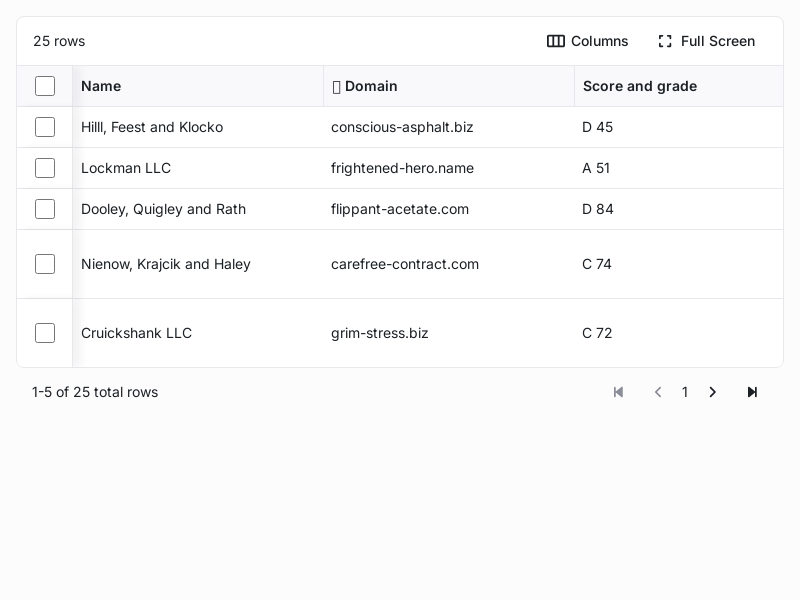 25 rows Columns Full Screen
Name Domain Score and grade
Hilll, Feest and Klocko conscious-asphalt.biz D 45
Lockman LLC frightened-hero.name A 51
Dooley, Quigley and Rath flippant-acetate.com D 84
Nienow, Krajcik and Haley carefree-contract.com C 74
Cruickshank LLC grim-stress.biz C 72
1-5 of 25 total rows 1